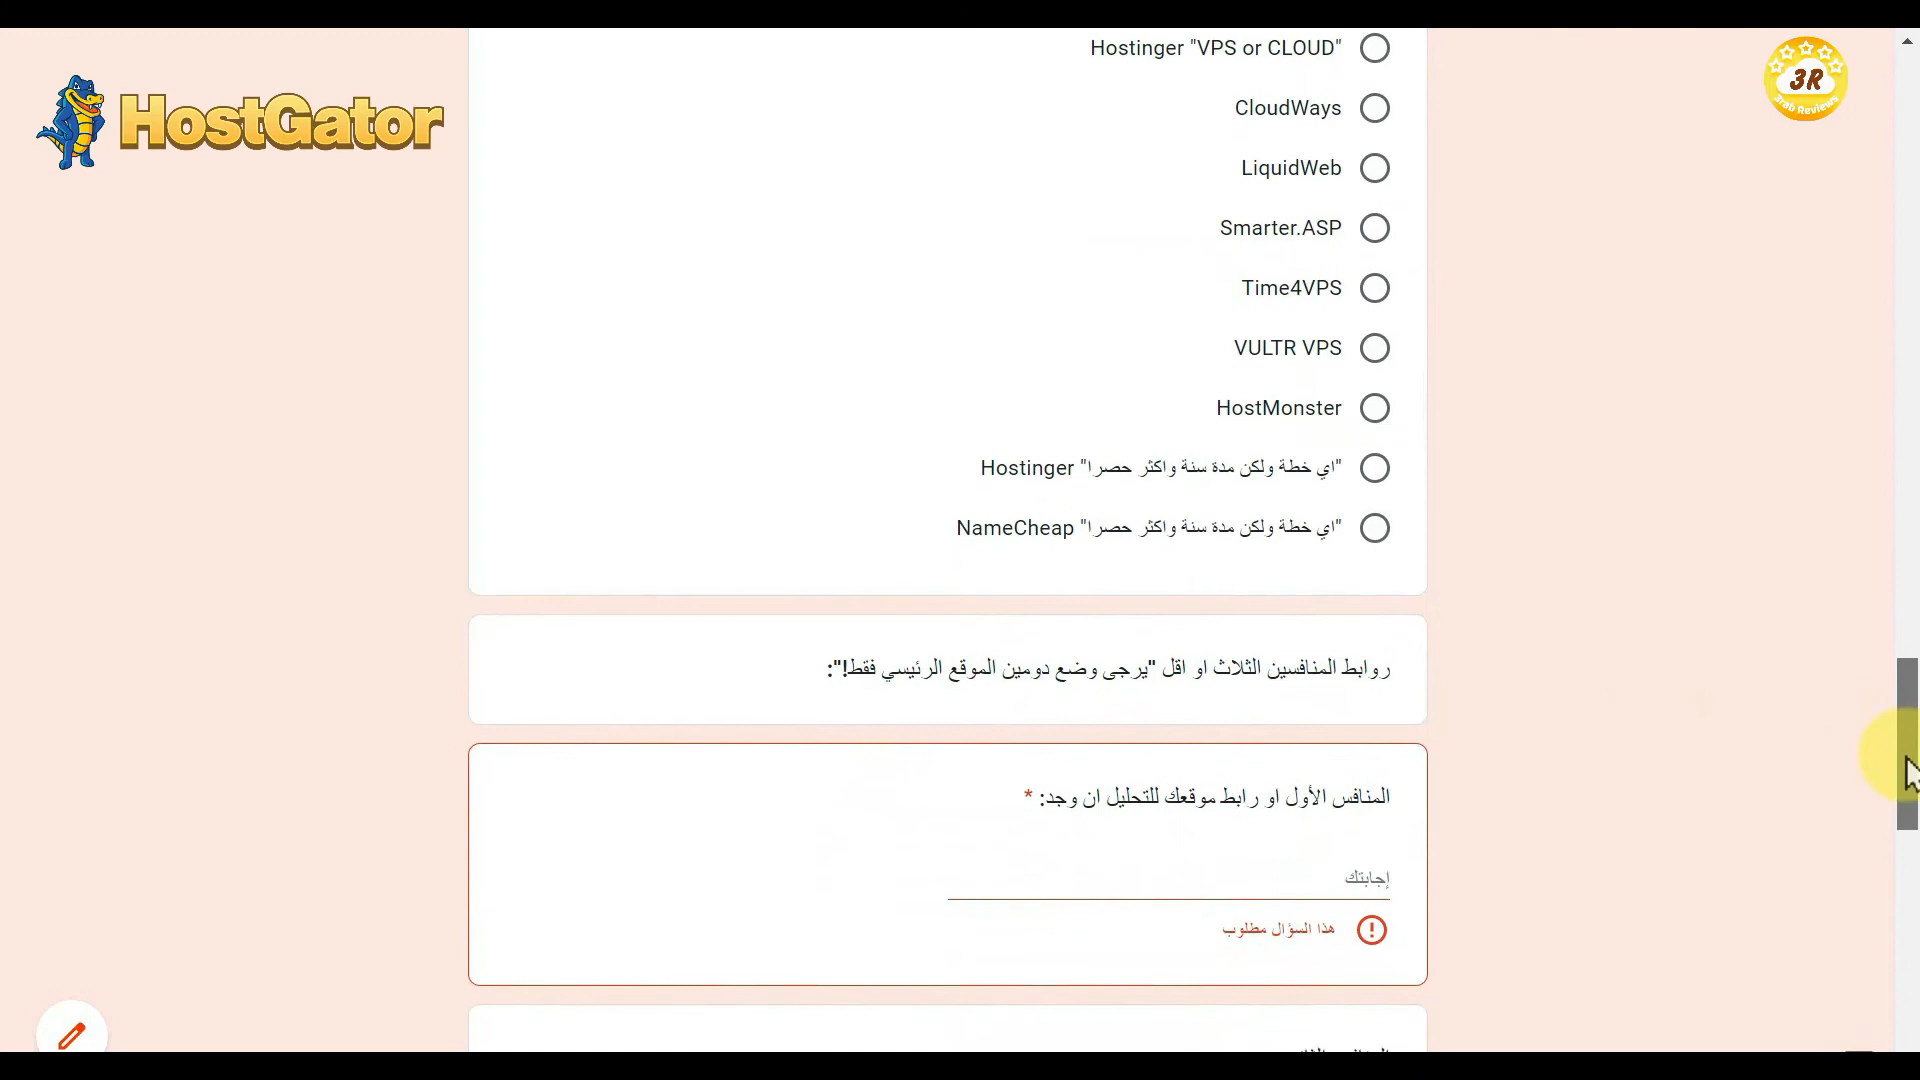 HostGator
3R
3rab Reviews
Hostinger "VPS or CLOUD"
CloudWays
LiquidWeb
Smarter.ASP
Time4VPS
VULTR VPS
HostMonster
Hostinger "اي خطة ولكن مدة سنة واكثر حصرا"
NameCheap "اي خطة ولكن مدة سنة واكثر حصرا"
روابط المنافسين الثلاث او اقل "يرجى وضع دومين الموقع الرئيسي فقط!":
المنافس الأول او رابط موقعك للتحليل ان وجد: *
إجابتك
هذا السؤال مطلوب